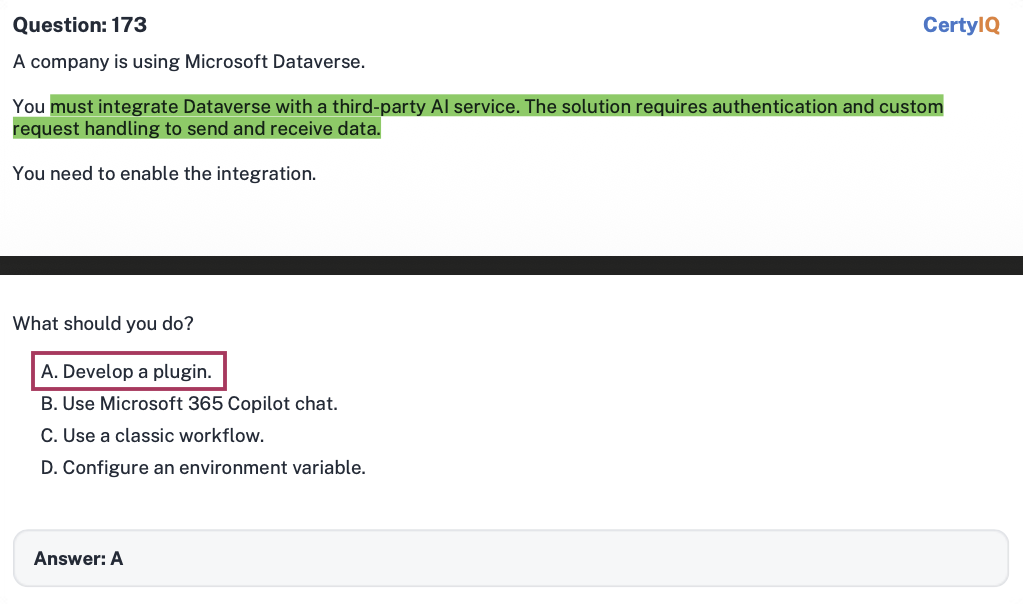 Question: 173
CertyIQ
A company is using Microsoft Dataverse.
You must integrate Dataverse with a third-party AI service. The solution requires authentication and custom
request handling to send and receive data.
You need to enable the integration.
What should you do?
A. Develop a plugin.
B. Use Microsoft 365 Copilot chat.
C. Use a classic workflow.
D. Configure an environment variable.
Answer: A